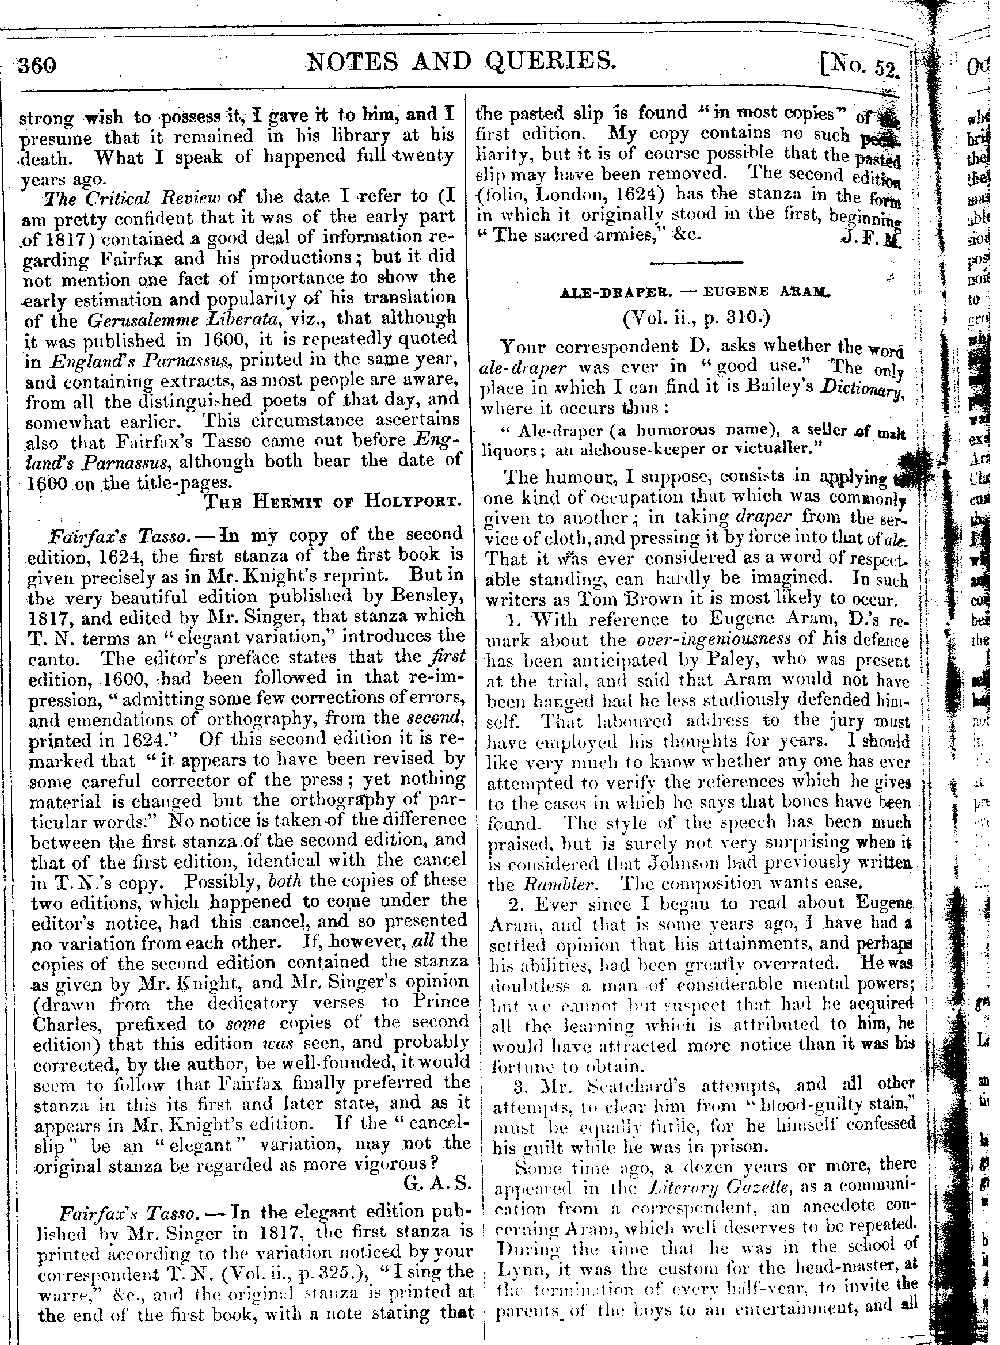 360
NOTES AND QUERIES.
[No. 52.
strong wish to possess it, I gave it to him, and I
presume that it remained in his library at his
death. What I speak of happened full twenty
years ago.
The Critical Review of the date I refer to (I
am pretty confident that it was of the early part
of 1817) contained a good deal of information re-
garding Fairfax and his productions; but it did
not mention one fact of importance to show the
early estimation and popularity of his translation
of the Gerusalemme Liberata, viz., that although
it was published in 1600, it is repeatedly quoted
in England's Parnassus, printed in the same year,
and containing extracts, as most people are aware,
from all the distinguished poets of that day, and
somewhat earlier. This circumstance ascertains
also that Fairfax's Tasso came out before Eng-
land's Parnassus, although both bear the date of
1600 on the title-pages.
THE HERMIT OF HOLYPORT.
Fairfax's Tasso. — In my copy of the second
edition, 1624, the first stanza of the first book is
given precisely as in Mr. Knight's reprint. But in
the very beautiful edition published by Bensley,
1817, and edited by Mr. Singer, that stanza which
T. N. terms an "elegant variation," introduces the
canto. The editor's preface states that the first
edition, 1600, had been followed in that re-im-
pression, "admitting some few corrections of errors,
and emendations of orthography, from the second,
printed in 1624." Of this second edition it is re-
marked that "it appears to have been revised by
some careful corrector of the press; yet nothing
material is changed but the orthography of par-
ticular words." No notice is taken of the difference
between the first stanza of the second edition, and
that of the first edition, identical with the cancel
in T. N.'s copy. Possibly, both the copies of these
two editions, which happened to come under the
editor's notice, had this cancel, and so presented
no variation from each other. If, however, all the
copies of the second edition contained the stanza
as given by Mr. Knight, and Mr. Singer's opinion
(drawn from the dedicatory verses to Prince
Charles, prefixed to some copies of the second
edition) that this edition was seen, and probably
corrected, by the author, be well-founded, it would
seem to follow that Fairfax finally preferred the
stanza in this its first and later state, and as it
appears in Mr. Knight's edition. If the "cancel-
slip" be an "elegant" variation, may not the
original stanza be regarded as more vigorous?
G. A. S.
Fairfax's Tasso. — In the elegant edition pub-
lished by Mr. Singer in 1817, the first stanza is
printed according to the variation noticed by your
correspondent T. N. (Vol. ii., p. 325.), "I sing the
warre," &c., and the original stanza is printed at
the end of the first book, with a note stating that
the pasted slip is found "in most copies" of
first edition. My copy contains no such
liarity, but it is of course possible that the pasted
slip may have been removed. The second edition
(folio, London, 1624) has the stanza in the form
in which it originally stood in the first, beginning
"The sacred armies," &c.
J. F. M.
ALE-DRAPER. — EUGENE ARAM.
(Vol. ii., p. 310.)
Your correspondent D. asks whether the word
ale-draper was ever in "good use." The only
place in which I can find it is Bailey's Dictionary,
where it occurs thus:
"Ale-draper (a humorous name), a seller of malt
liquors; an alehouse-keeper or victualler."
The humour, I suppose, consists in applying
one kind of occupation that which was commonly
given to another; in taking draper from the ser-
vice of cloth, and pressing it by force into that of ale.
That it was ever considered as a word of respect-
able standing, can hardly be imagined. In such
writers as Tom Brown it is most likely to occur.
1. With reference to Eugene Aram, D.'s re-
mark about the over-ingeniousness of his defence
has been anticipated by Paley, who was present
at the trial, and said that Aram would not have
been hanged had he less studiously defended him-
self. That laboured address to the jury must
have employed his thoughts for years. I should
like very much to know whether any one has ever
attempted to verify the references which he gives
to the cases in which he says that bones have been
found. The style of the speech has been much
praised, but is surely not very surprising when it
is considered that Johnson had previously written
the Rambler. The composition wants ease.
2. Ever since I began to read about Eugene
Aram, and that is some years ago, I have had a
settled opinion that his attainments, and perhaps
his abilities, had been greatly overrated. He was
doubtless a man of considerable mental powers;
but we cannot but suspect that had he acquired
all the learning which is attributed to him, he
would have attracted more notice than it was his
fortune to obtain.
3. Mr. Scatchard's attempts, and all other
attempts, to clear him from "blood-guilty stain,"
must be equally futile, for he himself confessed
his guilt while he was in prison.
Some time ago, a dozen years or more, there
appeared in the Literary Gazette, as a communi-
cation from a correspondent, an anecdote con-
cerning Aram, which well deserves to be repeated.
During the time that he was in the school of
Lynn, it was the custom for the head-master, at
the termination of every half-year, to invite the
parents of the boys to an entertainment, and all